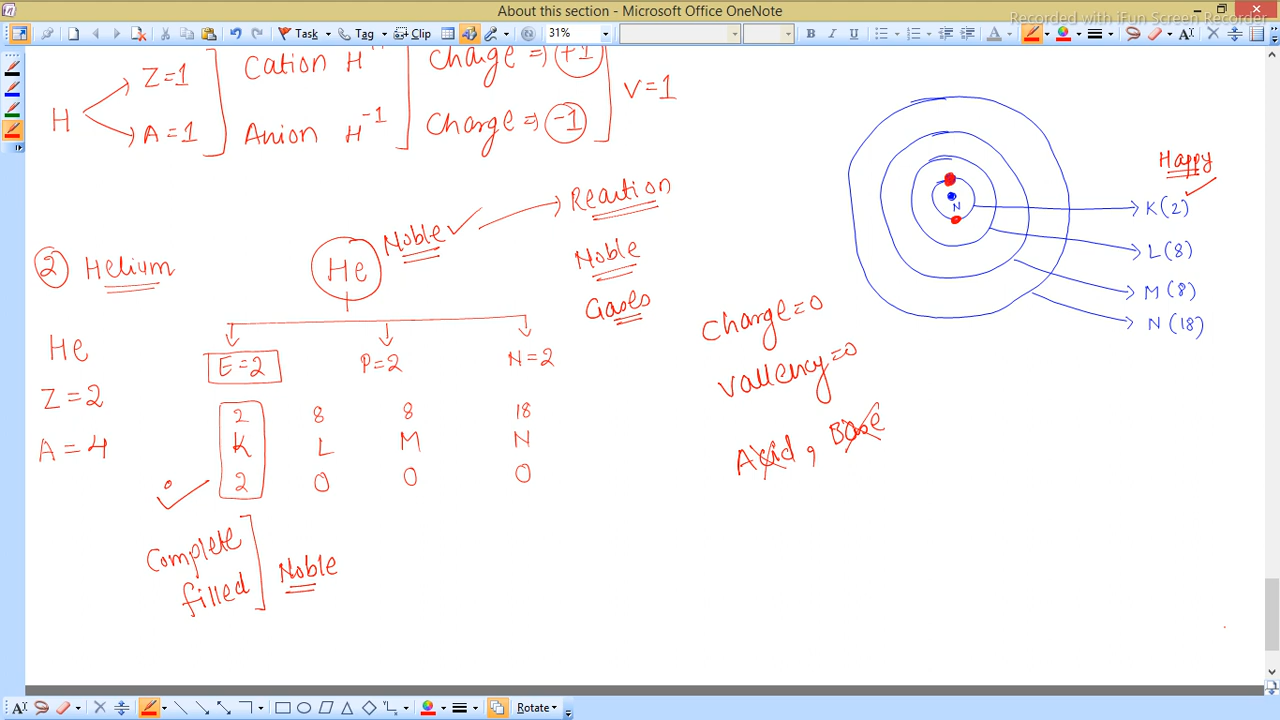 About this section - Microsoft Office OneNote
Recorded with iFun Screen Recorder
Task Tag Clip 31%
B I U
H
Z=1
Charge ⇒ +1
A=1
Anion H⁻¹
Charge ⇒ -1
V=1
Happy
Noble
Reaction
K(2)
2 Helium
He
Noble
L(8)
Gases
M(8)
Charge=0
N(18)
He
E=2
P=2
N=2
vallency=0
Z=2
2 8 8 18
Acid, Base
A=4
K L M N
2 0 0 0
Complete
filled
Noble
N
Rotate